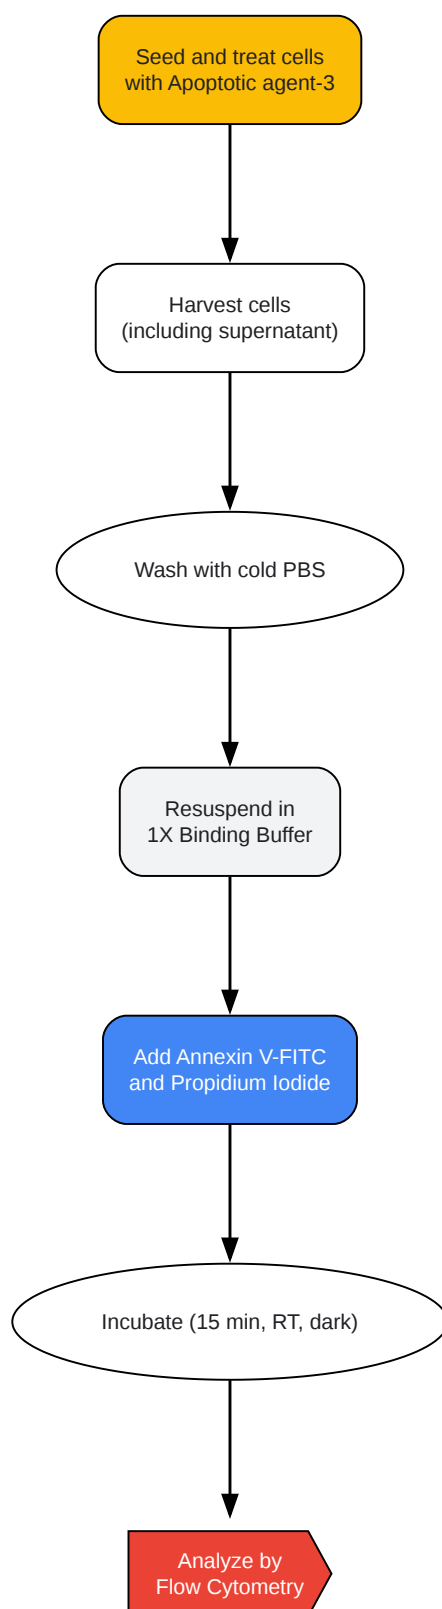 Seed and treat cells
with Apoptotic agent-3
Harvest cells
(including supernatant)
Wash with cold PBS
Resuspend in
1X Binding Buffer
Add Annexin V-FITC
and Propidium Iodide
Incubate (15 min, RT, dark)
Analyze by
Flow Cytometry